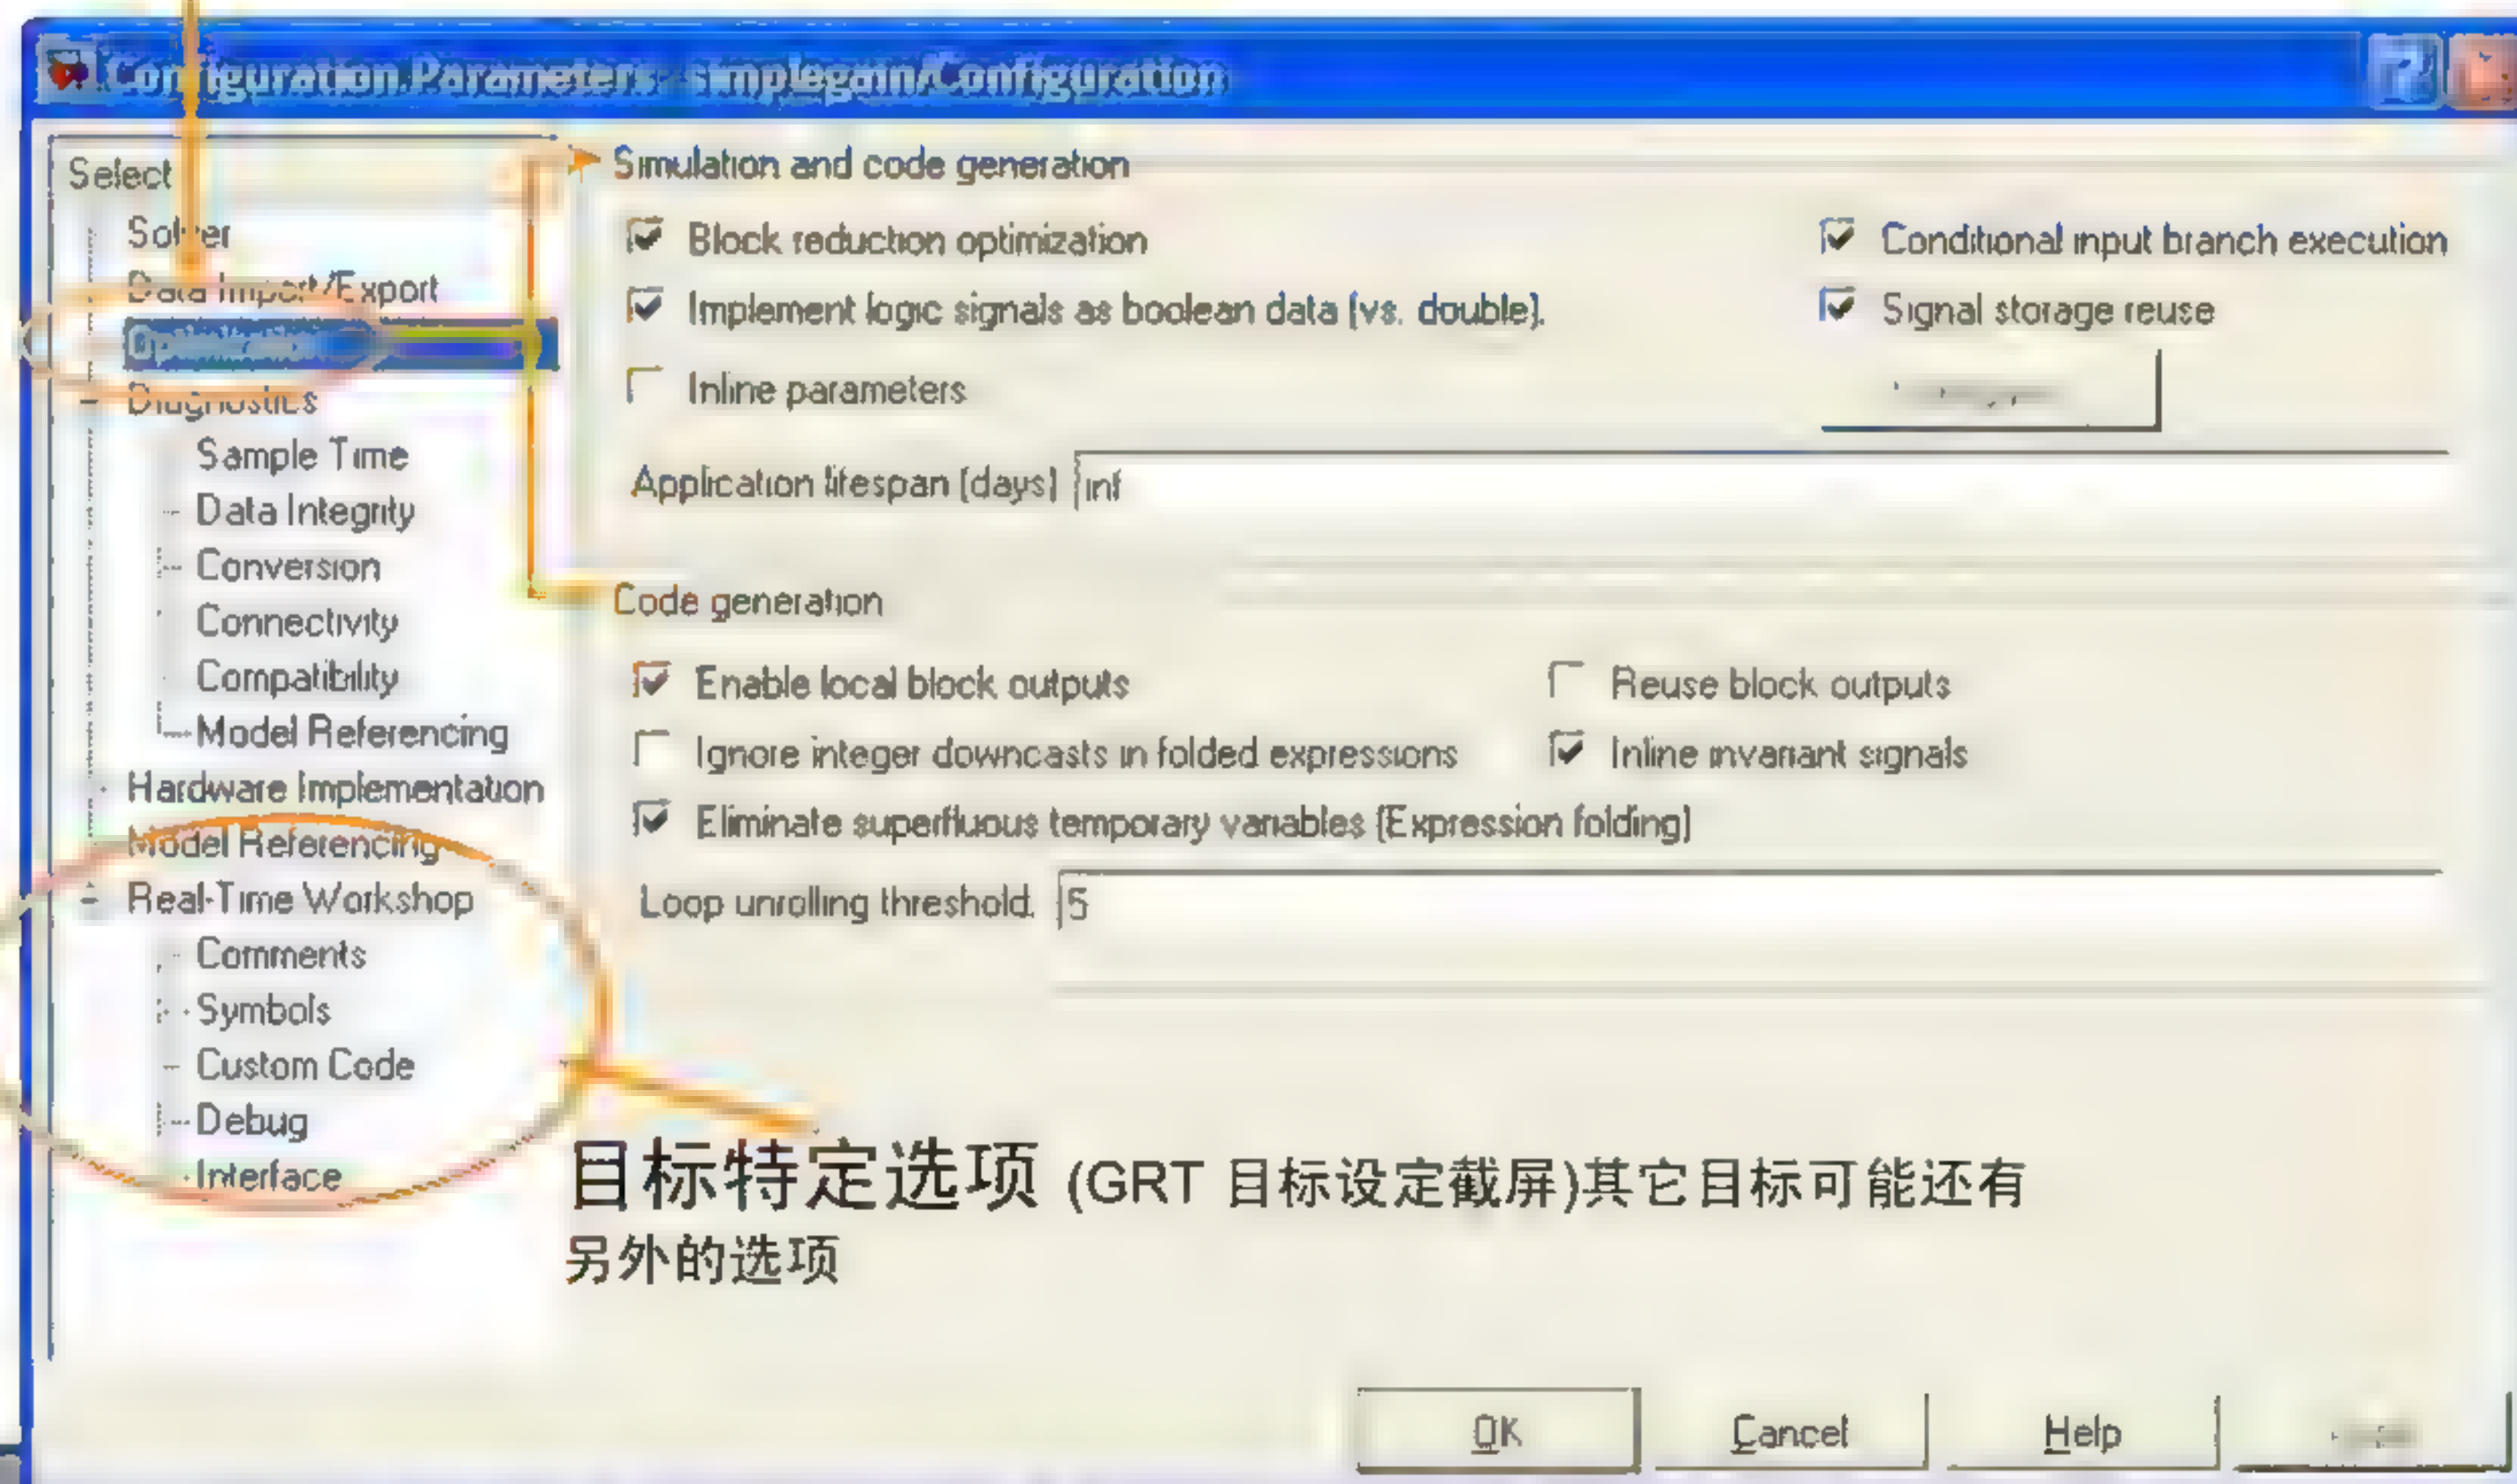 Configuration Parameters: simplegain/Configuration
Select
Solver
Data Import/Export
Optimization
Diagnostics
Sample Time
Data Integrity
Conversion
Connectivity
Compatibility
Model Referencing
Hardware Implementation
Model Referencing
Real-Time Workshop
Comments
Symbols
Custom Code
Debug
Interface
Simulation and code generation
Block reduction optimization
Conditional input branch execution
Implement logic signals as boolean data (vs. double).
Signal storage reuse
Inline parameters
Application lifespan (days) inf
Code generation
Enable local block outputs
Reuse block outputs
Ignore integer downcasts in folded expressions
Inline invariant signals
Eliminate superfluous temporary variables (Expression folding)
Loop unrolling threshold: 5
目标特定选项 (GRT 目标设定截屏)其它目标可能还有
另外的选项
OK
Cancel
Help